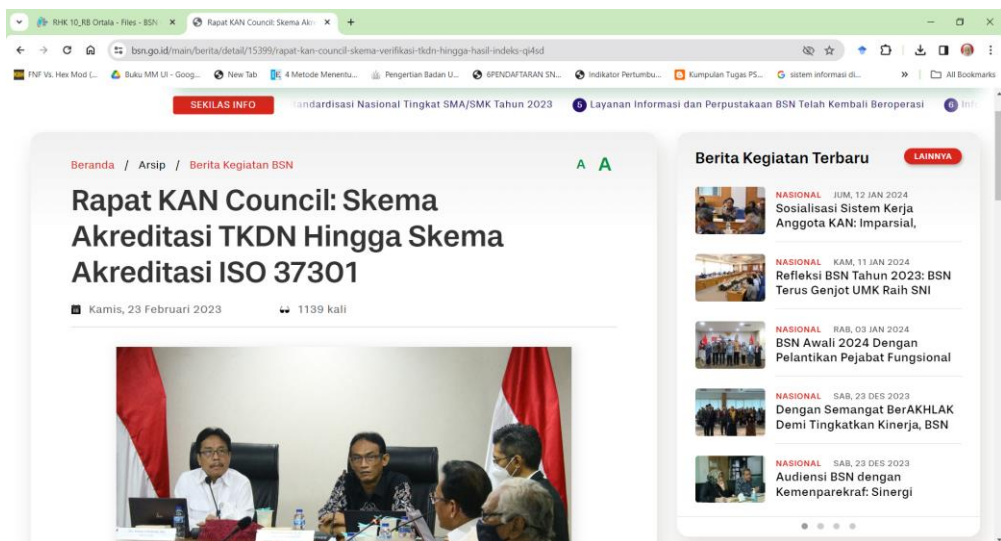 RHK 10_RB Ortala - Files - BSN
Rapat KAN Council: Skema Akr
bsn.go.id/main/berita/detail/15399/rapat-kan-council-skema-verifikasi-tkdn-hingga-hasil-indeks-qi4sd
FNF Vs. Hex Mod (... Buku MM UI - Goog... New Tab 4 Metode Menentu... Pengertian Badan U... 6PENDAFTARAN SN... Indikator Pertumbu... Kumpulan Tugas PS... sistem informasi di... » All Bookmarks
SEKILAS INFO andardisasi Nasional Tingkat SMA/SMK Tahun 2023 5 Layanan Informasi dan Perpustakaan BSN Telah Kembali Beroperasi 6 Inf
Beranda / Arsip / Berita Kegiatan BSN A A
Rapat KAN Council: Skema
Akreditasi TKDN Hingga Skema
Akreditasi ISO 37301
Kamis, 23 Februari 2023 1139 kali
Berita Kegiatan Terbaru LAINNYA
NASIONAL JUM, 12 JAN 2024
Sosialisasi Sistem Kerja
Anggota KAN: Imparsial,
NASIONAL KAM, 11 JAN 2024
Refleksi BSN Tahun 2023: BSN
Terus Genjot UMK Raih SNI
NASIONAL RAB, 03 JAN 2024
BSN Awali 2024 Dengan
Pelantikan Pejabat Fungsional
NASIONAL SAB, 23 DES 2023
Dengan Semangat BerAKHLAK
Demi Tingkatkan Kinerja, BSN
NASIONAL SAB, 23 DES 2023
Audiensi BSN dengan
Kemenparekraf: Sinergi